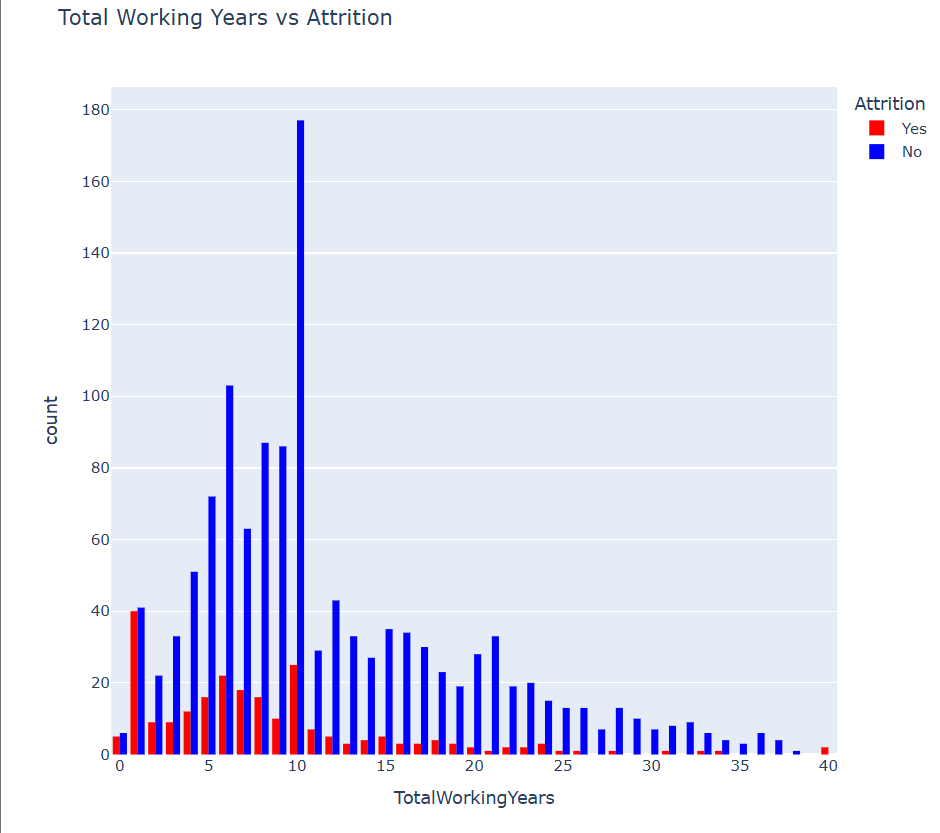 Total Working Years vs Attrition
Attrition
Yes
No
count
180
160
140
120
100
80
60
40
20
0
0 5 10 15 20 25 30 35 40
TotalWorkingYears